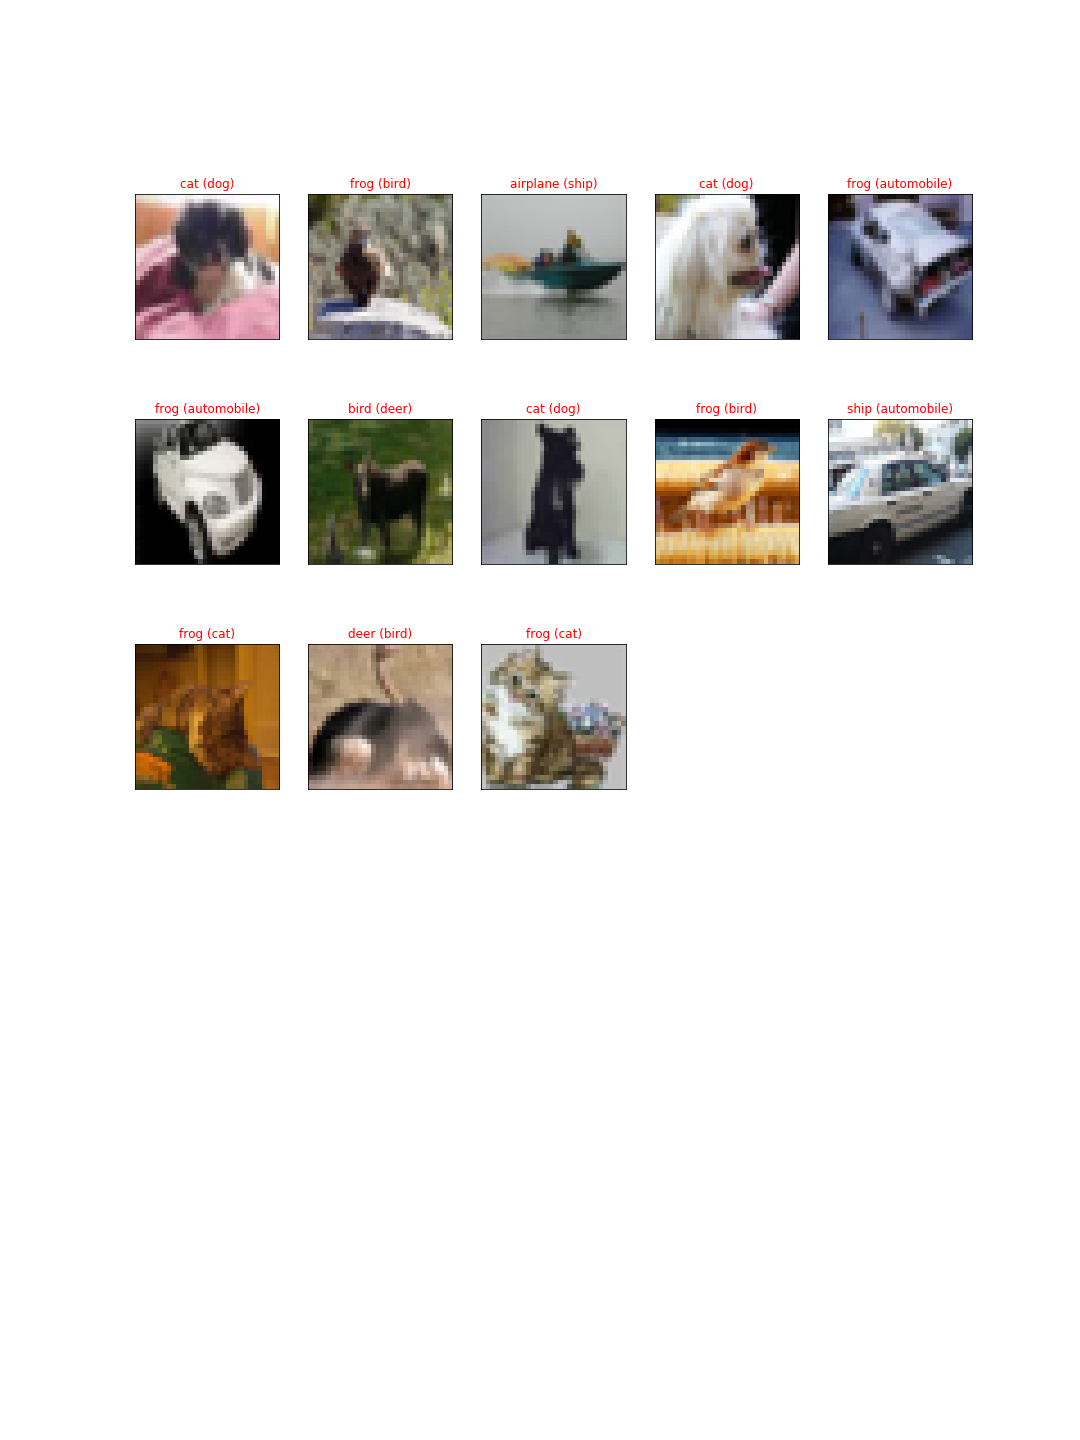 cat (dog)
frog (bird)
airplane (ship)
cat (dog)
frog (automobile)
frog (automobile)
bird (deer)
cat (dog)
frog (bird)
ship (automobile)
frog (cat)
deer (bird)
frog (cat)